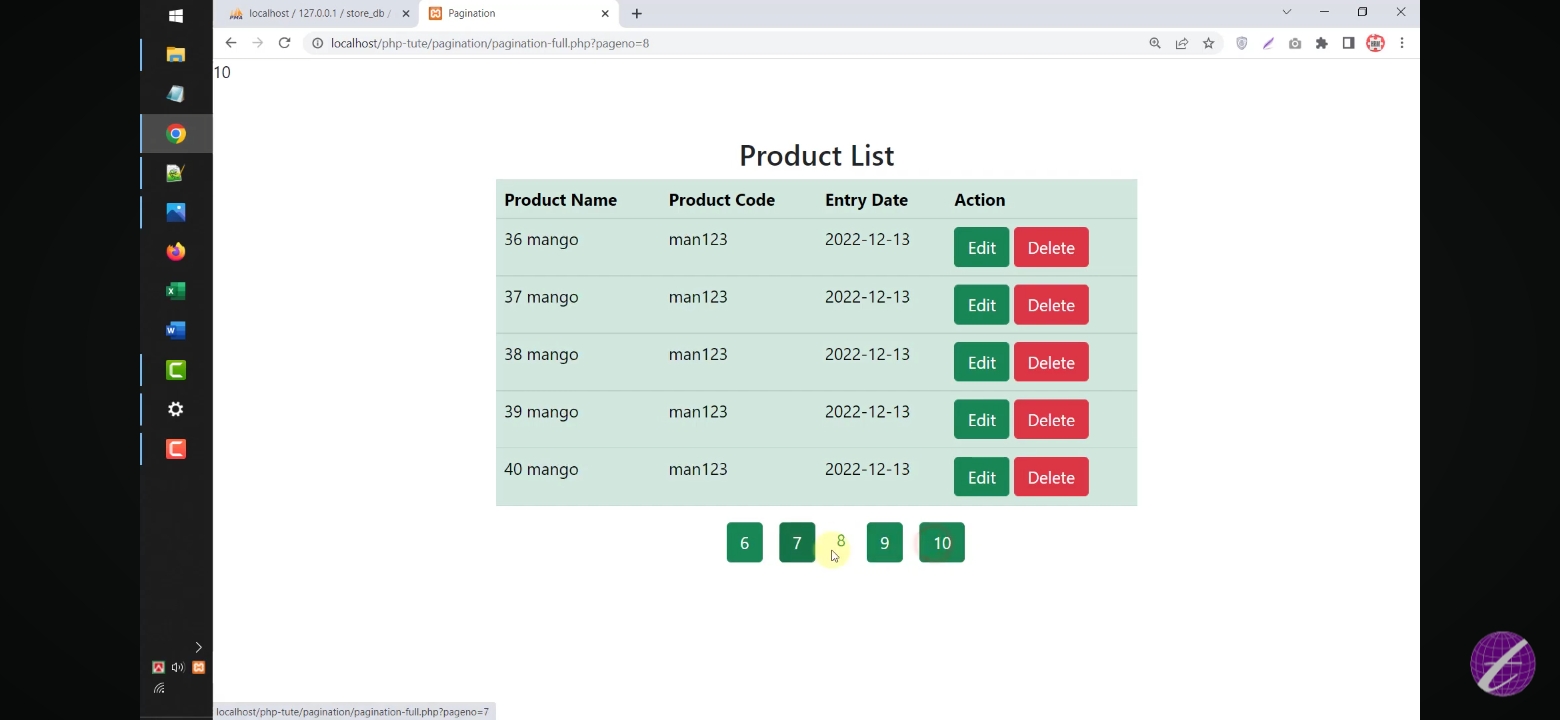 localhost / 127.0.0.1 / store_db /
Pagination
localhost/php-tute/pagination/pagination-full.php?pageno=8
10
Product List
Product Name Product Code Entry Date Action
36 mango man123 2022-12-13 Edit Delete
37 mango man123 2022-12-13 Edit Delete
38 mango man123 2022-12-13 Edit Delete
39 mango man123 2022-12-13 Edit Delete
40 mango man123 2022-12-13 Edit Delete
6 7 8 9 10
localhost/php-tute/pagination/pagination-full.php?pageno=7